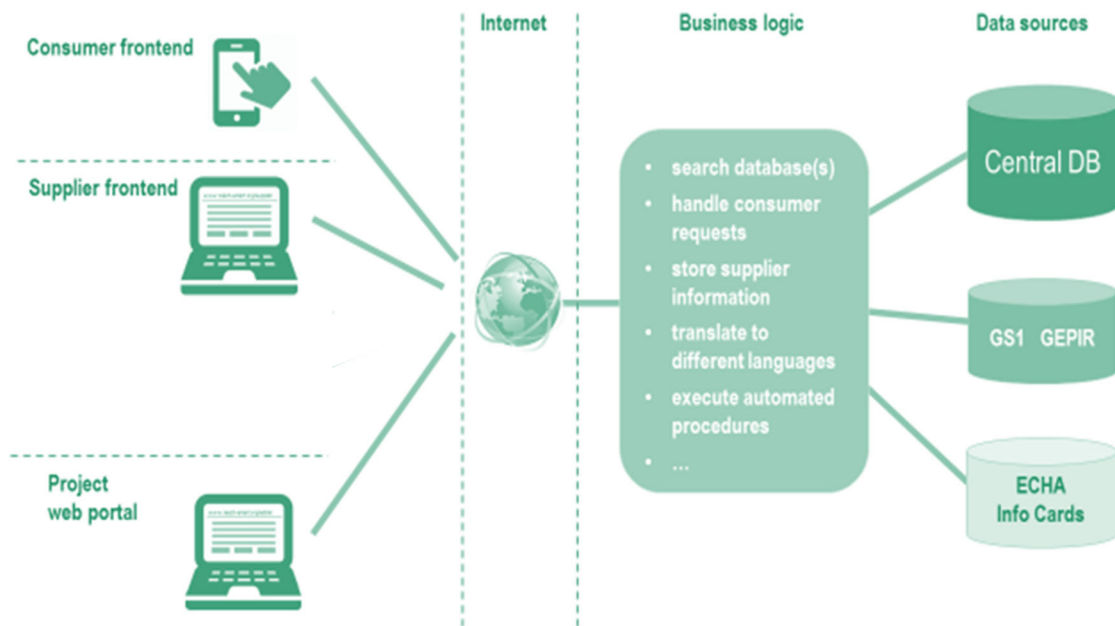 Consumer frontend
Supplier frontend
Project
web portal
Internet
Business logic
• search database(s)
• handle consumer
requests
• store supplier
information
• translate to
different languages
• execute automated
procedures
• ...
Data sources
Central DB
GS1 GEPIR
ECHA
Info Cards